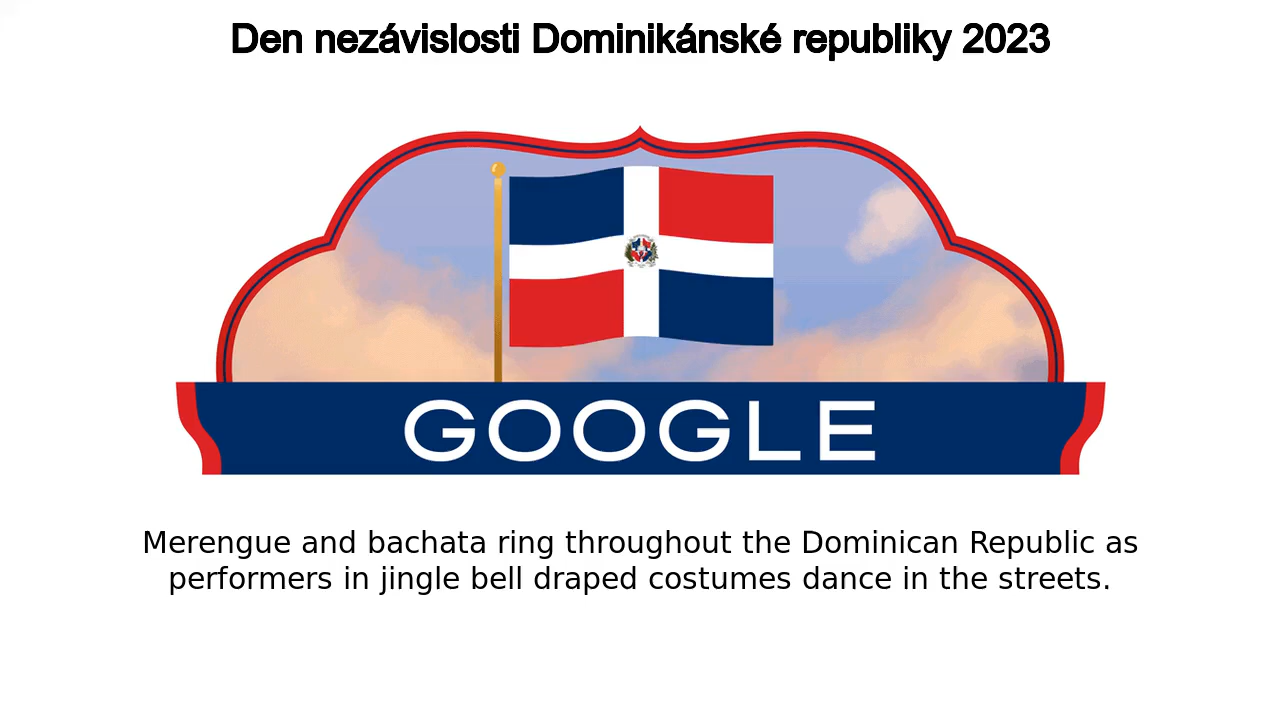 Den nezávislosti Dominikánské republiky 2023
GOOGLE
Merengue and bachata ring throughout the Dominican Republic as
performers in jingle bell draped costumes dance in the streets.